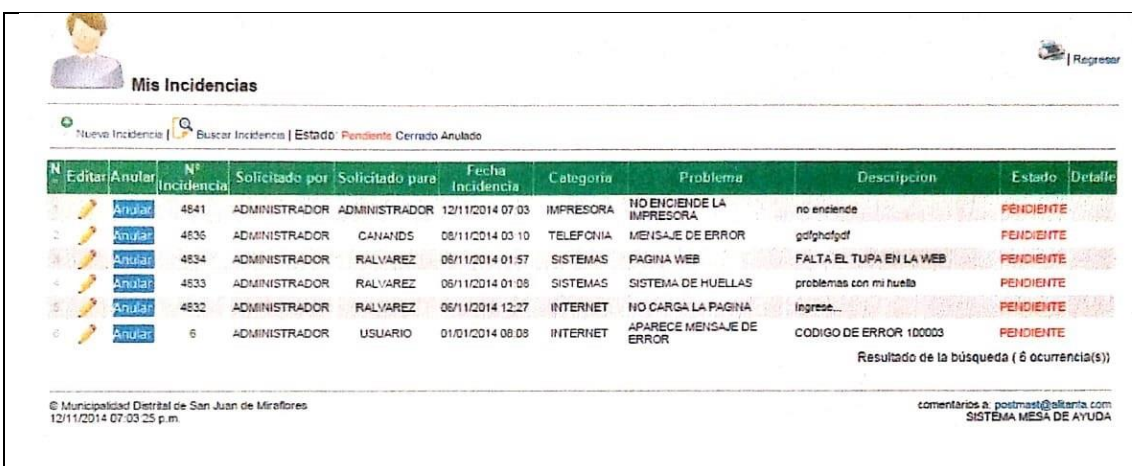 Regresar
Mis Incidencias
Nueva Incidencia | Buscar Incidencia | Estado: Pendiente Cerrado Anulado
N° Editar Anular N° Incidencia Solicitado por Solicitado para Fecha Incidencia Categoria Problema Descripcion Estado Detalle
1 Anular 4841 ADMINISTRADOR ADMINISTRADOR 12/11/2014 07:03 IMPRESORA NO ENCIENDE LA IMPRESORA no enciende PENDIENTE
2 Anular 4836 ADMINISTRADOR CANANDS 08/11/2014 03:10 TELEFONIA MENSAJE DE ERROR PENDIENTE
3 Anular 4834 ADMINISTRADOR RALVAREZ 06/11/2014 01:57 SISTEMAS PAGINA WEB FALTA EL TUPA EN LA WEB PENDIENTE
4 Anular 4833 ADMINISTRADOR RALVAREZ 06/11/2014 01:08 SISTEMAS SISTEMA DE HUELLAS problemas con mi huella PENDIENTE
5 Anular 4832 ADMINISTRADOR RALVAREZ 06/11/2014 12:27 INTERNET NO CARGA LA PAGINA Ingrese... PENDIENTE
6 Anular 6 ADMINISTRADOR USUARIO 01/01/2014 08:08 INTERNET APARECE MENSAJE DE ERROR CODIGO DE ERROR 100003 PENDIENTE
Resultado de la búsqueda ( 6 ocurrencia(s))
© Municipalidad Distrital de San Juan de Miraflores
12/11/2014 07:03:25 p.m.
comentarios a:
SISTEMA MESA DE AYUDA